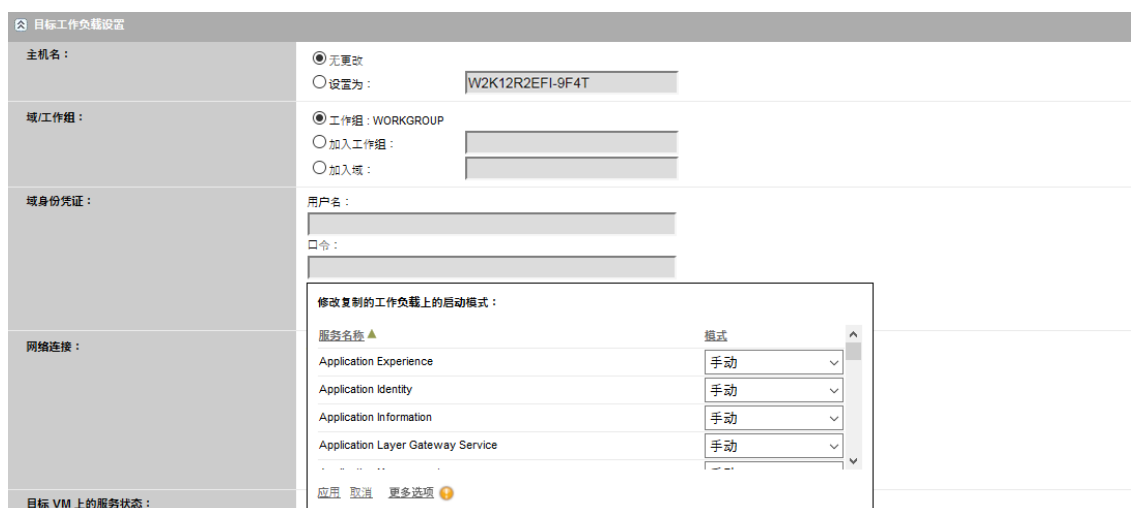 目标工作负载设置
主机名：
无更改
设置为：
W2K12R2EFI-9F4T
域/工作组：
工作组 : WORKGROUP
加入工作组：
加入域：
域身份凭证：
用户名：
口令：
修改复制的工作负载上的启动模式：
服务名称 模式
Application Experience 手动
Application Identity 手动
Application Information 手动
Application Layer Gateway Service 手动
网络连接：
应用 取消 更多选项
目标 VM 上的服务状态：